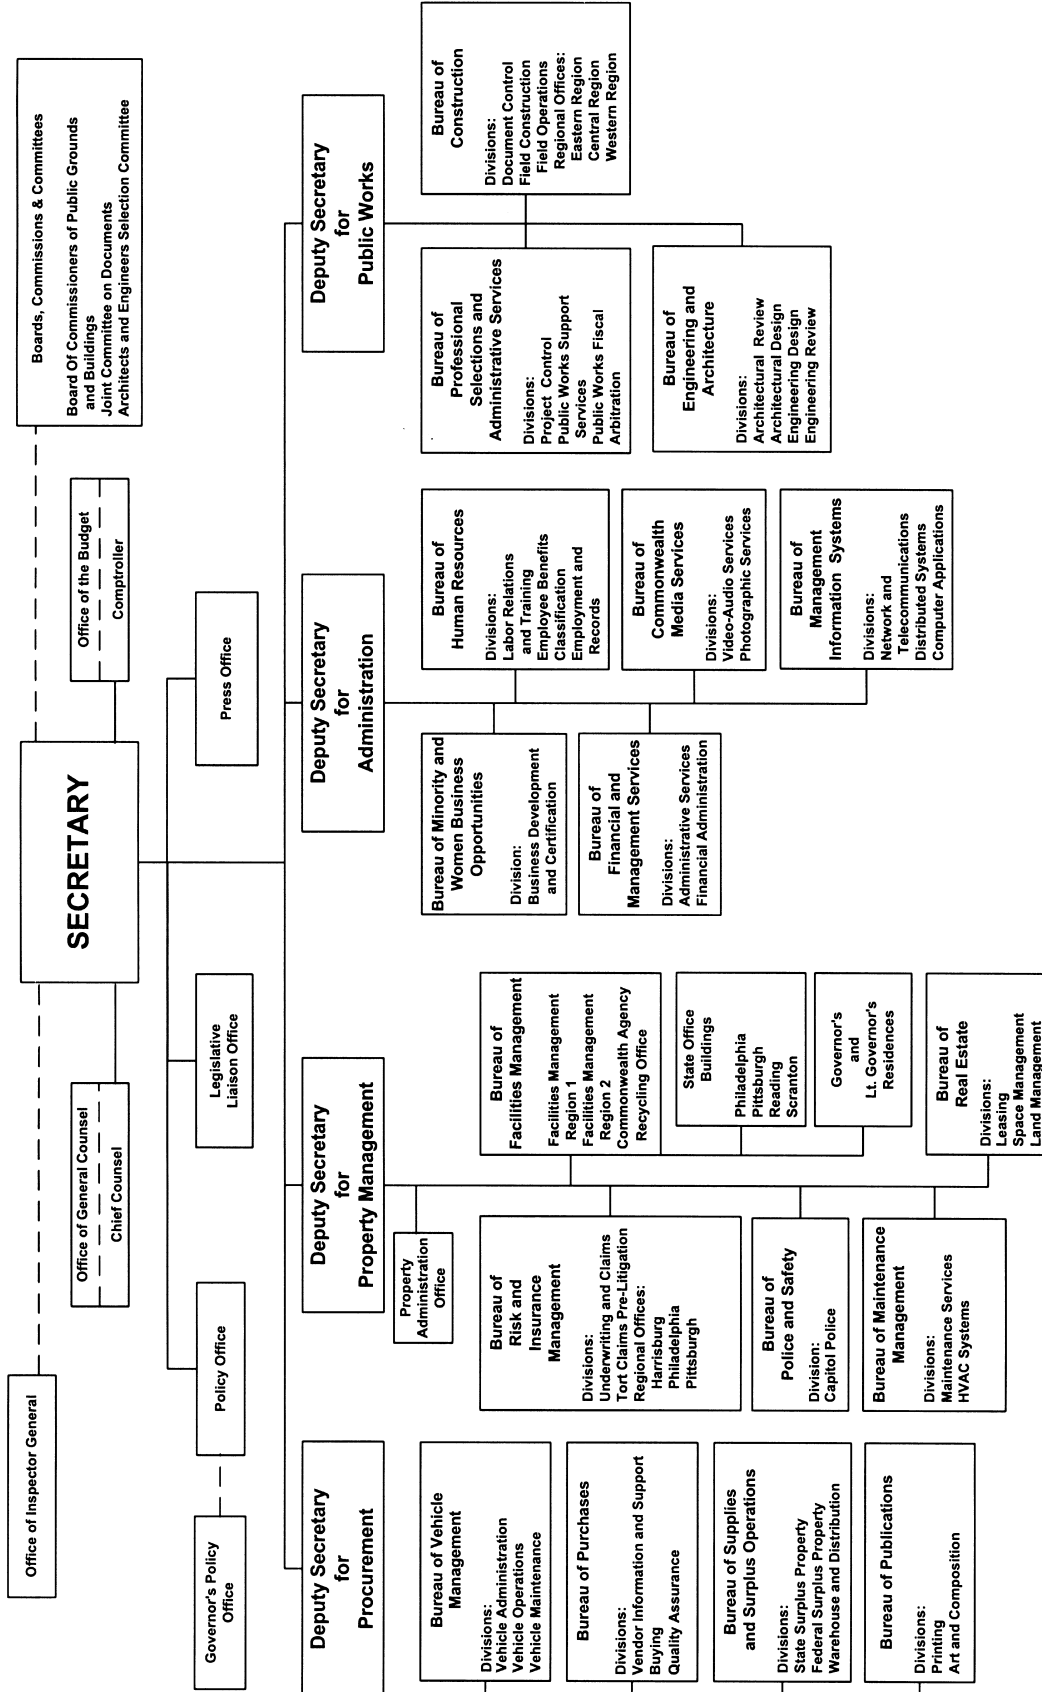 Office of Inspector General
SECRETARY
Boards, Commissions & Committees
Board Of Commissioners of Public Grounds
and Buildings
Joint Committee on Documents
Architects and Engineers Selection Committee
Office of General Counsel
Chief Counsel
Office of the Budget
Comptroller
Governor's Policy
Office
Policy Office
Legislative
Liaison Office
Press Office
Deputy Secretary
for
Procurement
Bureau of Vehicle
Management
Divisions:
Vehicle Administration
Vehicle Operations
Vehicle Maintenance
Bureau of Purchases
Divisions:
Vendor Information and Support
Buying
Quality Assurance
Bureau of Supplies
and Surplus Operations
Divisions:
State Surplus Property
Federal Surplus Property
Warehouse and Distribution
Bureau of Publications
Divisions:
Printing
Art and Composition
Deputy Secretary
for
Property Management
Property
Administration
Office
Bureau of
Risk and
Insurance
Management
Divisions:
Underwriting and Claims
Tort Claims Pre-Litigation
Regional Offices:
Harrisburg
Philadelphia
Pittsburgh
Bureau of
Police and Safety
Division:
Capitol Police
Bureau of Maintenance
Management
Divisions:
Maintenance Services
HVAC Systems
Bureau of
Facilities Management
Facilities Management
Region 1
Facilities Management
Region 2
Commonwealth Agency
Recycling Office
State Office
Buildings
Philadelphia
Pittsburgh
Reading
Scranton
Governor's
and
Lt. Governor's
Residences
Bureau of
Real Estate
Divisions:
Leasing
Space Management
Land Management
Deputy Secretary
for
Administration
Bureau of Minority and
Women Business
Opportunities
Division:
Business Development
and Certification
Bureau of
Financial and
Management Services
Divisions:
Administrative Services
Financial Administration
Bureau of
Human Resources
Divisions:
Labor Relations
and Training
Employee Benefits
Classification
Employment and
Records
Bureau of
Commonwealth
Media Services
Divisions:
Video-Audio Services
Photographic Services
Bureau of
Management
Information Systems
Divisions:
Network and
Telecommunications
Distributed Systems
Computer Applications
Deputy Secretary
for
Public Works
Bureau of
Professional
Selections and
Administrative Services
Divisions:
Project Control
Public Works Support
Services
Public Works Fiscal
Arbitration
Bureau of
Engineering and
Architecture
Divisions:
Architectural Review
Architectural Design
Engineering Design
Engineering Review
Bureau of
Construction
Divisions:
Document Control
Field Construction
Field Operations
Regional Offices:
Eastern Region
Central Region
Western Region